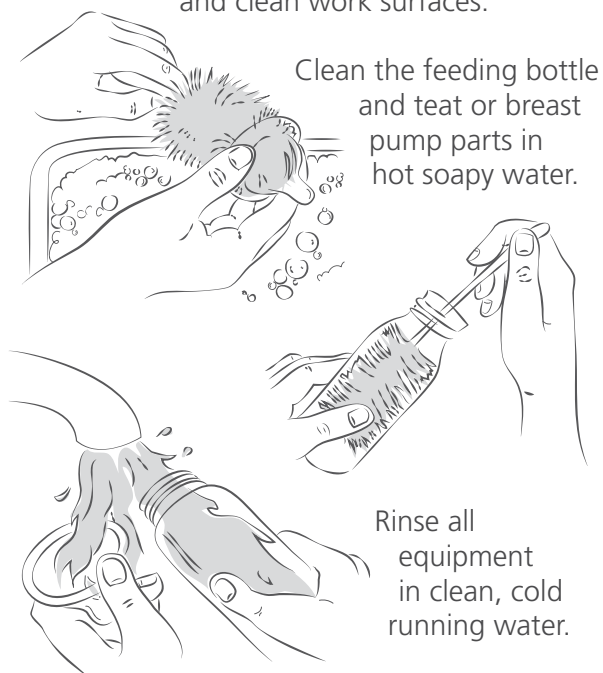 and clean work surfaces.
Clean the feeding bottle
and teat or breast
pump parts in
hot soapy water.
Rinse all
equipment
in clean, cold
running water.